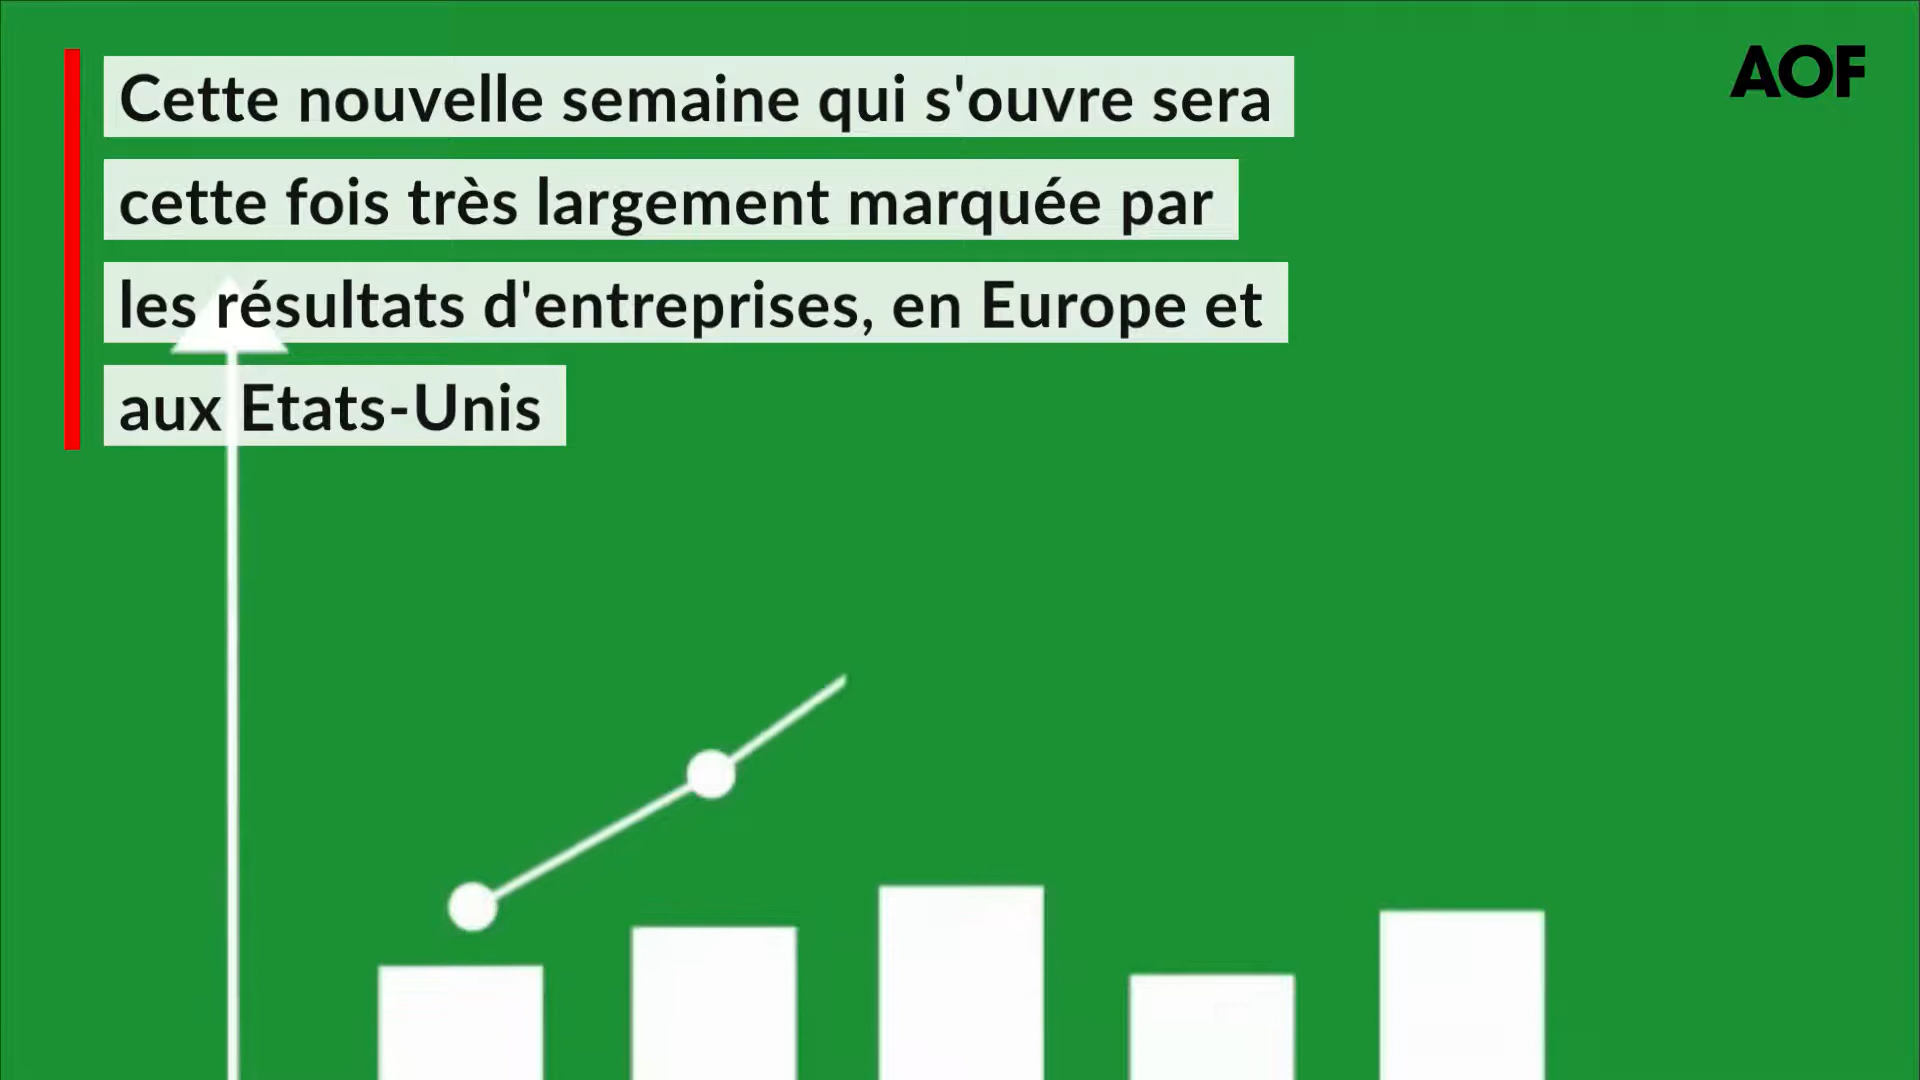 Cette nouvelle semaine qui s'ouvre sera
cette fois très largement marquée par
les résultats d'entreprises, en Europe et
aux Etats-Unis
AOF